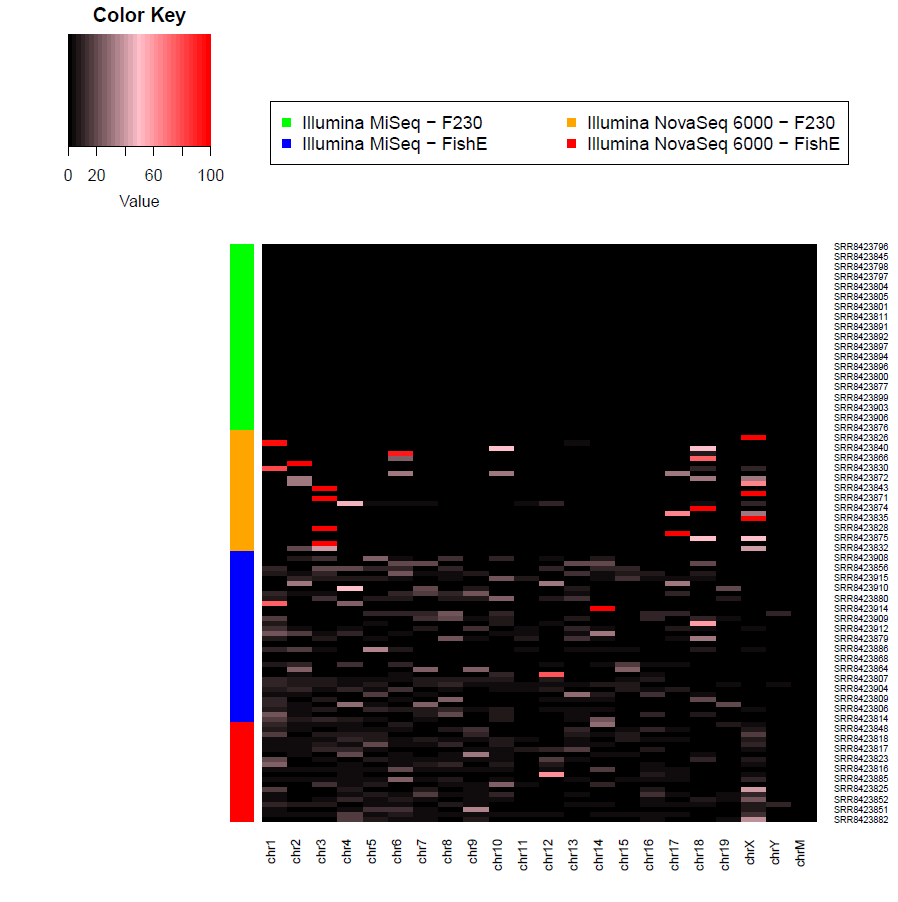 Color Key
0 20 60 100
Value
Illumina MiSeq − F230 Illumina NovaSeq 6000 − F230
Illumina MiSeq − FishE Illumina NovaSeq 6000 − FishE
SRR8423796
SRR8423845
SRR8423798
SRR8423797
SRR8423804
SRR8423805
SRR8423801
SRR8423811
SRR8423891
SRR8423892
SRR8423897
SRR8423894
SRR8423896
SRR8423800
SRR8423877
SRR8423899
SRR8423903
SRR8423906
SRR8423876
SRR8423826
SRR8423840
SRR8423866
SRR8423830
SRR8423872
SRR8423843
SRR8423871
SRR8423874
SRR8423835
SRR8423828
SRR8423875
SRR8423832
SRR8423908
SRR8423856
SRR8423915
SRR8423910
SRR8423880
SRR8423914
SRR8423909
SRR8423912
SRR8423879
SRR8423886
SRR8423868
SRR8423864
SRR8423807
SRR8423904
SRR8423809
SRR8423806
SRR8423814
SRR8423848
SRR8423818
SRR8423817
SRR8423823
SRR8423816
SRR8423885
SRR8423825
SRR8423852
SRR8423851
SRR8423882
chr1 chr2 chr3 chr4 chr5 chr6 chr7 chr8 chr9 chr10 chr11 chr12 chr13 chr14 chr15 chr16 chr17 chr18 chr19 chrX chrY chrM